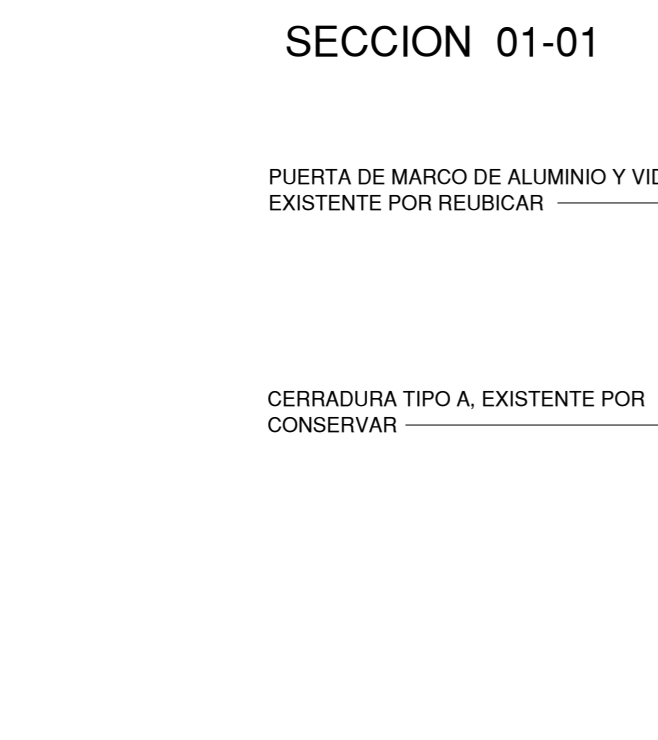 SECCION 01-01
PUERTA DE MARCO DE ALUMINIO Y
EXISTENTE POR REUBICAR
CERRADURA TIPO A, EXISTENTE POR
CONSERVAR